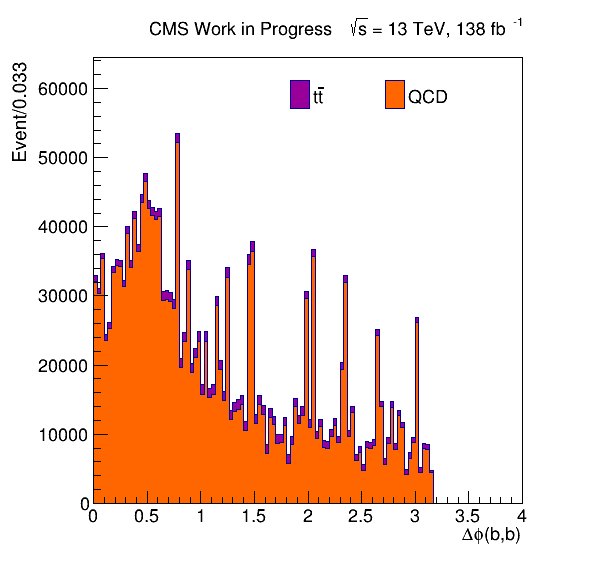 CMS Work in Progress √s = 13 TeV, 138 fb⁻¹
Event/0.033
tt̄
QCD
60000
50000
40000
30000
20000
10000
0
0 0.5 1 1.5 2 2.5 3 3.5 4
Δϕ(b,b)